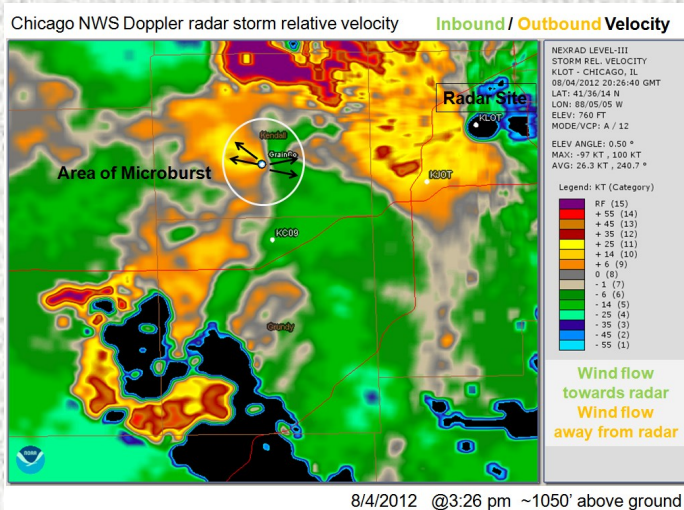 Chicago NWS Doppler radar storm relative velocity
Inbound / Outbound Velocity
NEXRAD LEVEL-III
STORM REL. VELOCITY
KLOT - CHICAGO, IL
08/04/2012 20:26:40 GMT
LAT: 41/36/14 N
LON: 88/05/05 W
ELEV: 760 FT
MODE/VCP: A / 12
ELEV ANGLE: 0.50 °
MAX: -97 KT , 100 KT
AVG: 26.3 KT , 240.7 °
Legend: KT (Category)
RF (15)
+ 55 (14)
+ 45 (13)
+ 35 (12)
+ 25 (11)
+ 14 (10)
+ 6 (9)
0 (8)
- 1 (7)
- 6 (6)
- 14 (5)
- 25 (4)
- 35 (3)
- 45 (2)
- 55 (1)
Radar Site
KLOT
Kendall
Area of Microburst
KJOT
KC09
Grundy
NOAA
Wind flow
towards radar
Wind flow
away from radar
8/4/2012 @3:26 pm ~1050' above ground